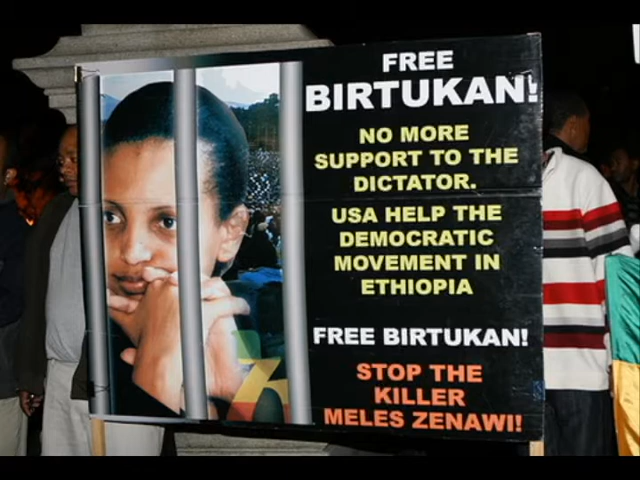 FREE
BIRTUKAN!
NO MORE
SUPPORT TO THE
DICTATOR.
USA HELP THE
DEMOCRATIC
MOVEMENT IN
ETHIOPIA
FREE BIRTUKAN!
STOP THE
KILLER
MELES ZENAWI!